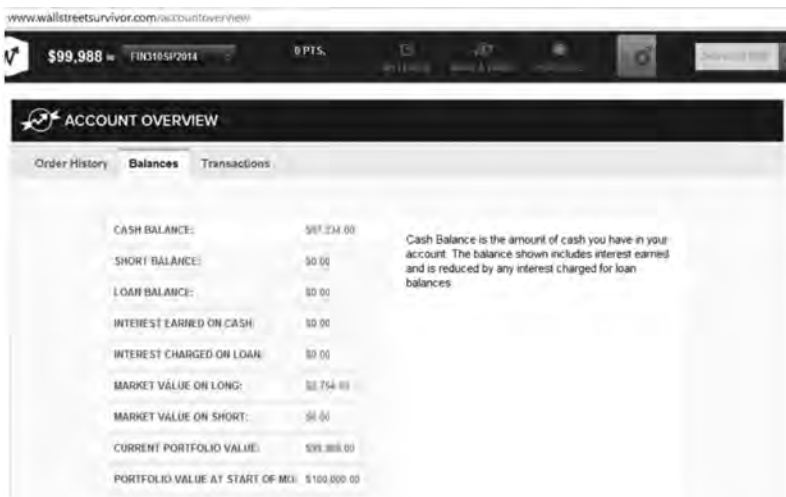 www.wallstreetsurvivor.com/accountoverview
$99,988 in FIN310SP2014 0 PTS.
ACCOUNT OVERVIEW
Order History Balances Transactions
CASH BALANCE:
SHORT BALANCE: $0.00
LOAN BALANCE: $0.00
INTEREST EARNED ON CASH: $0.00
INTEREST CHARGED ON LOAN: $0.00
MARKET VALUE ON LONG:
MARKET VALUE ON SHORT: $0.00
CURRENT PORTFOLIO VALUE:
PORTFOLIO VALUE AT START OF MO: $100,000.00
Cash Balance is the amount of cash you have in your
account. The balance shown includes interest earned
and is reduced by any interest charged for loan
balances